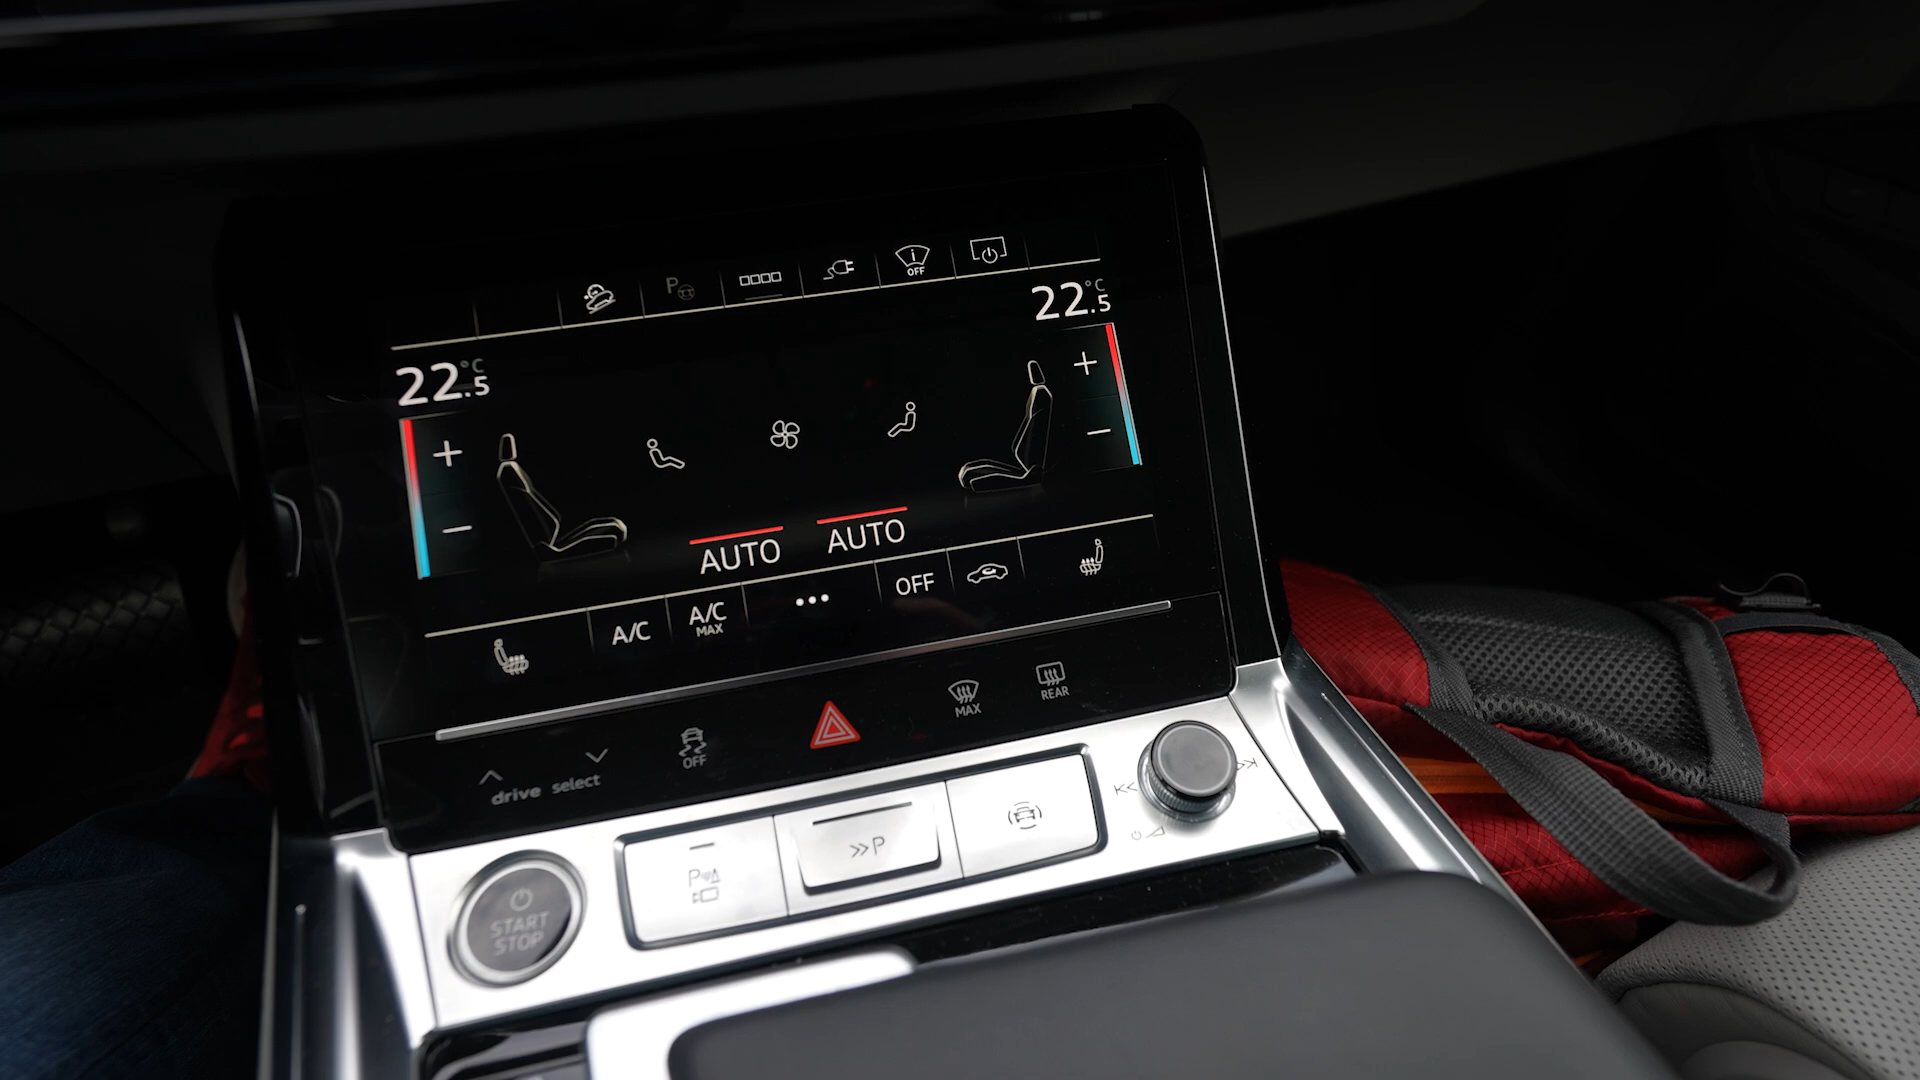 P
OFF
22.5 °C
22.5 °C
+
−
+
−
AUTO AUTO
A/C
A/C
MAX
•••
OFF
drive select
OFF
MAX
REAR
START
STOP
P
>>P